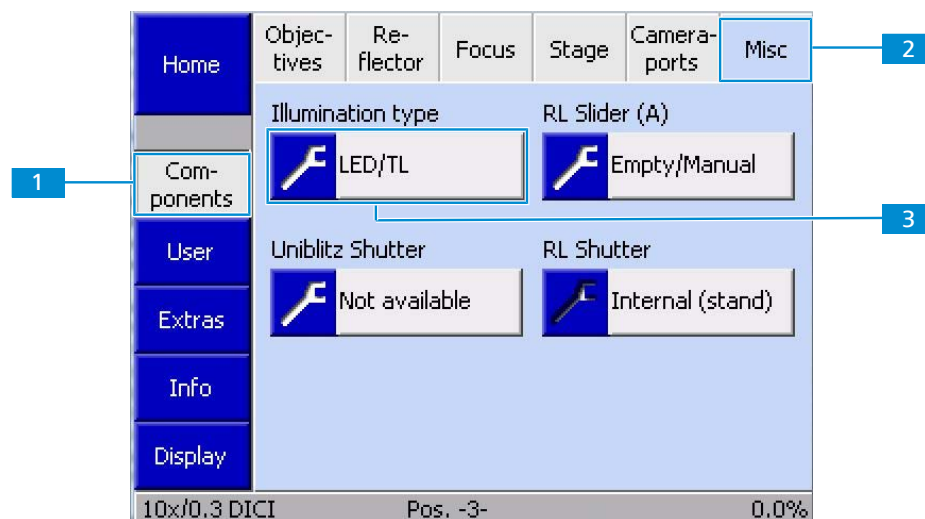 Home
Objec-
tives
Re-
flector
Focus
Stage
Camera-
ports
Misc
2
Illumination type
RL Slider (A)
LED/TL
Empty/Manual
1
Com-
ponents
3
User
Uniblitz Shutter
RL Shutter
Not available
Internal (stand)
Extras
Info
Display
10x/0.3 DICI
Pos. -3-
0.0%